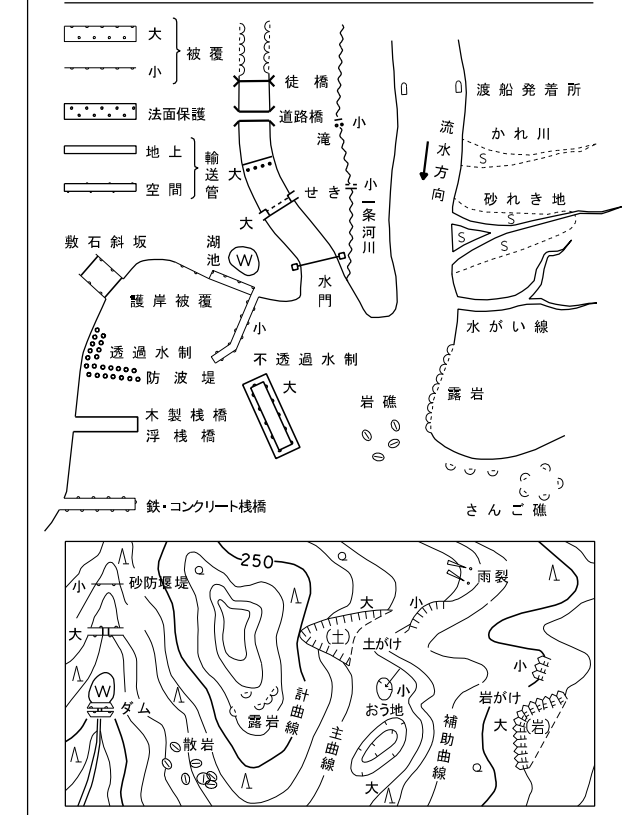 大
小
被覆
法面保護
地上
空間
輸送管
徒橋
道路橋
小
滝
大
せき
小
大
一条河川
水門
渡船発着所
流水方向
かれ川
S
砂れき地
S
S
S
水がい線
露岩
岩礁
さんご礁
敷石斜坂
湖池
W
護岸被覆
小
透過水制
防波堤
不透過水制
大
木製桟橋
浮桟橋
鉄・コンクリート桟橋
小
砂防堰堤
大
W
ダム
250
露岩
散岩
計曲線
主曲線
大
小
(土)
土がけ
雨裂
小
おう地
大
補助曲線
小
岩がけ
大
(岩)